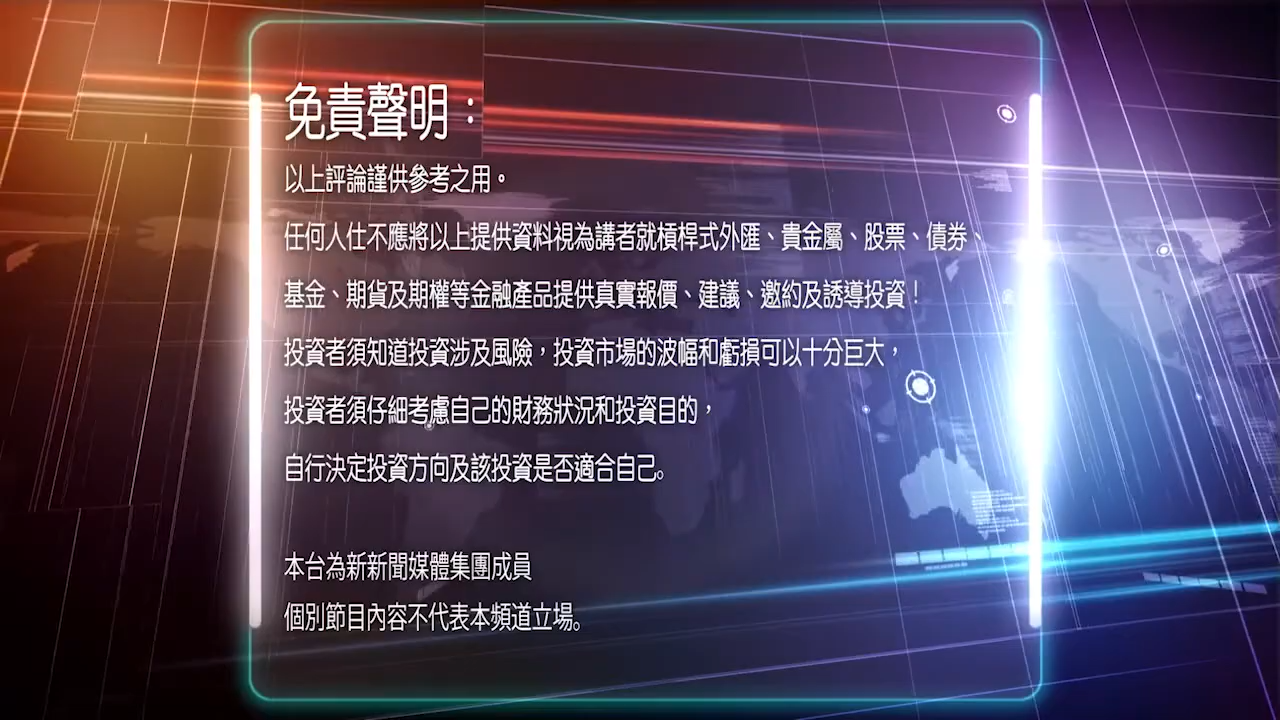 免責聲明：
以上評論謹供參考之用。
任何人仕不應將以上提供資料視為講者就槓桿式外匯、貴金屬、股票、債券、
基金、期貨及期權等金融產品提供真實報價、建議、邀約及誘導投資！
投資者須知道投資涉及風險，投資市場的波幅和虧損可以十分巨大，
投資者須仔細考慮自己的財務狀況和投資目的，
自行決定投資方向及該投資是否適合自己。
本台為新新聞媒體集團成員
個別節目內容不代表本頻道立場。